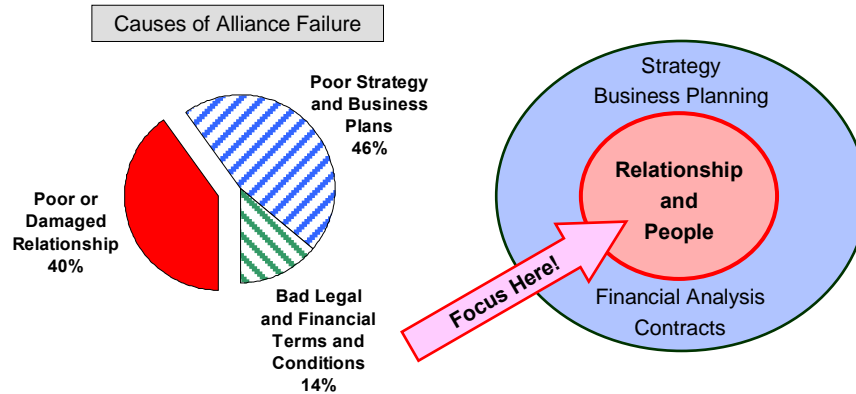 Causes of Alliance Failure
Poor Strategy
and Business
Plans
46%
Poor or
Damaged
Relationship
40%
Bad Legal
and Financial
Terms and
Conditions
14%
Strategy
Business Planning
Relationship
and
People
Focus Here!
Financial Analysis
Contracts